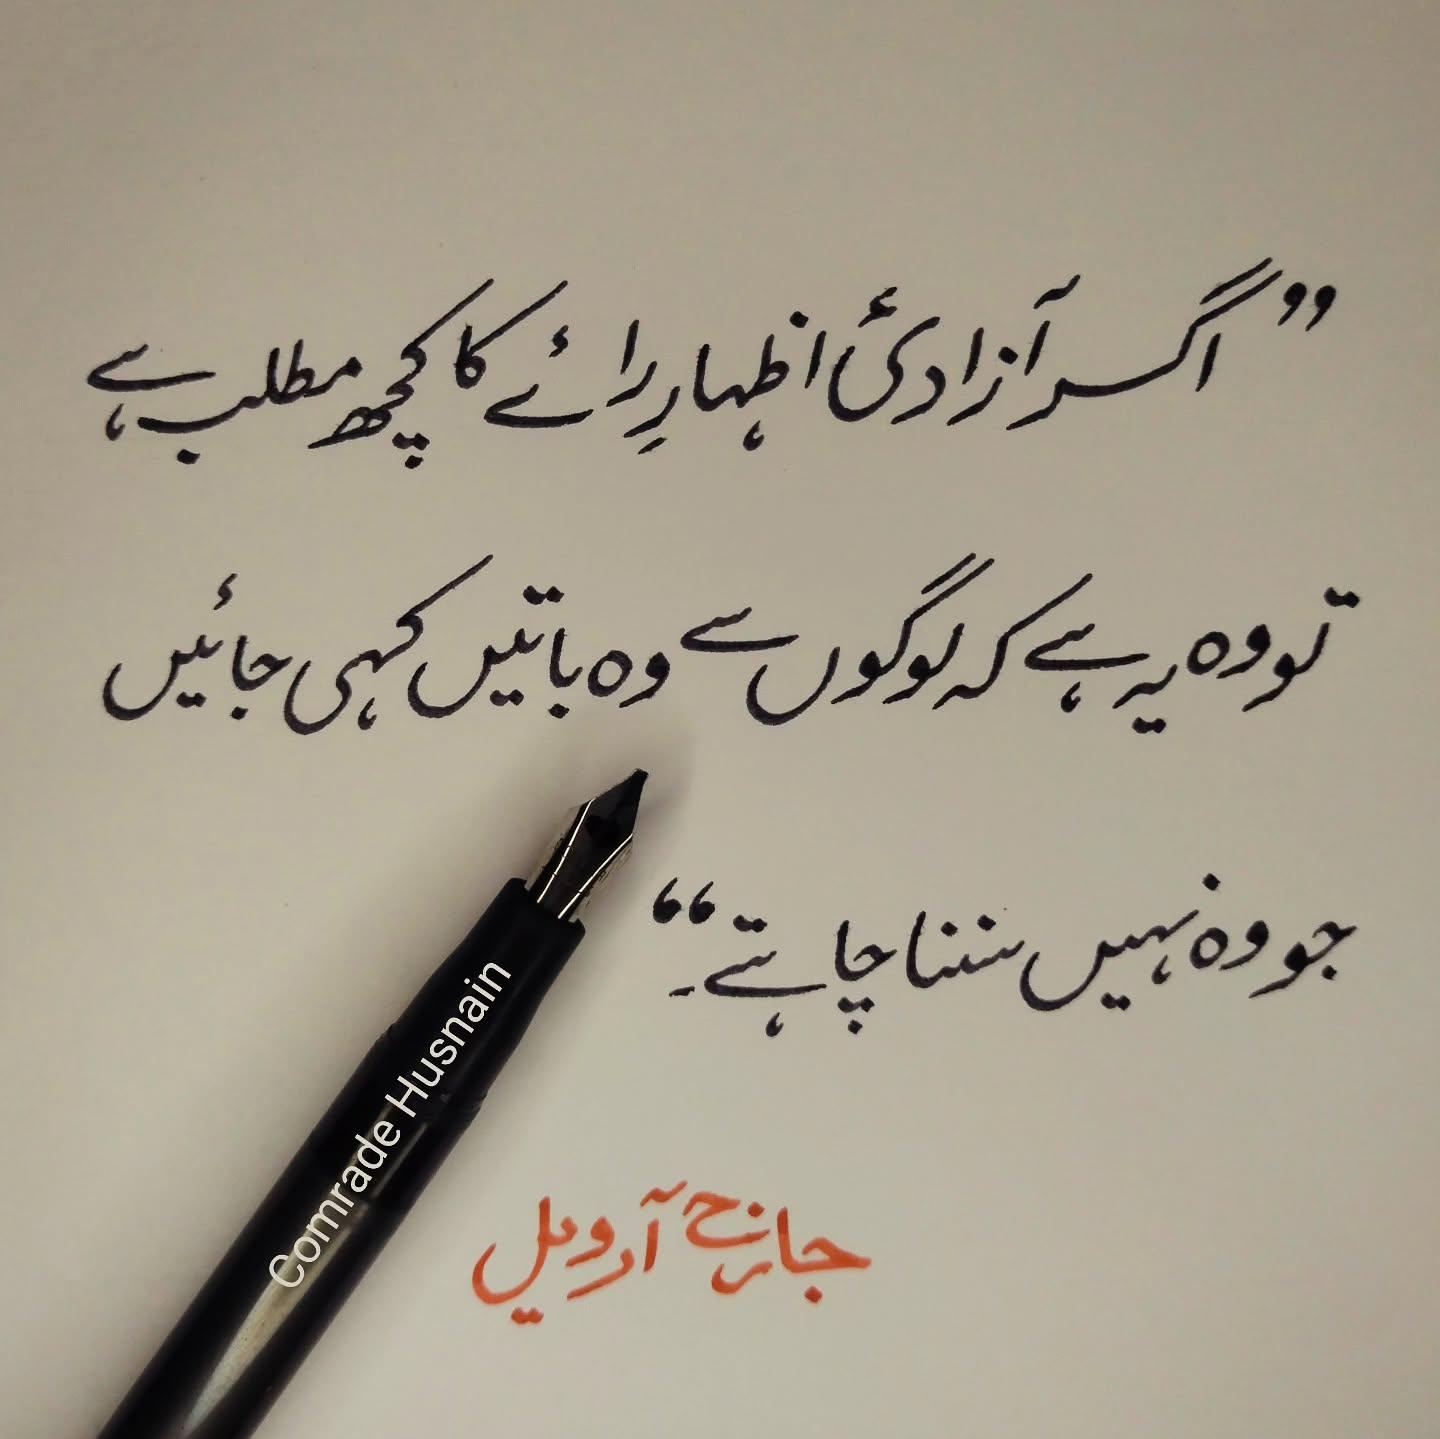 ”اگر آزادیٔ اظہارِ رائے کا کچھ مطلب ہے
تو وہ یہ ہے کہ لوگوں سے وہ باتیں کہی جائیں
جو وہ نہیں سننا چاہتے۔“
جارج آرویل
Comrade Husnain